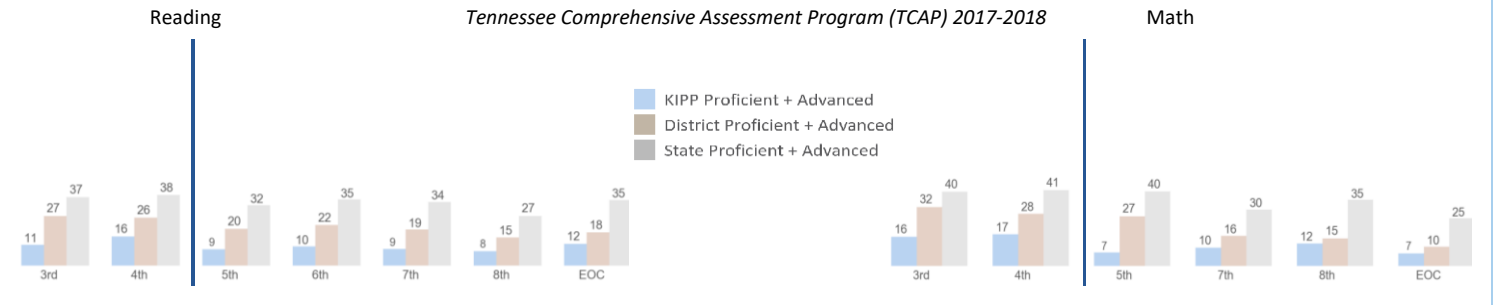 Reading
Tennessee Comprehensive Assessment Program (TCAP) 2017-2018
Math
KIPP Proficient + Advanced
District Proficient + Advanced
State Proficient + Advanced
11 27 37
3rd
16 26 38
4th
9 20 32
5th
10 22 35
6th
9 19 34
7th
8 15 27
8th
12 18 35
EOC
16 32 40
3rd
17 28 41
4th
7 27 40
5th
10 16 30
7th
12 15 35
8th
7 10 25
EOC